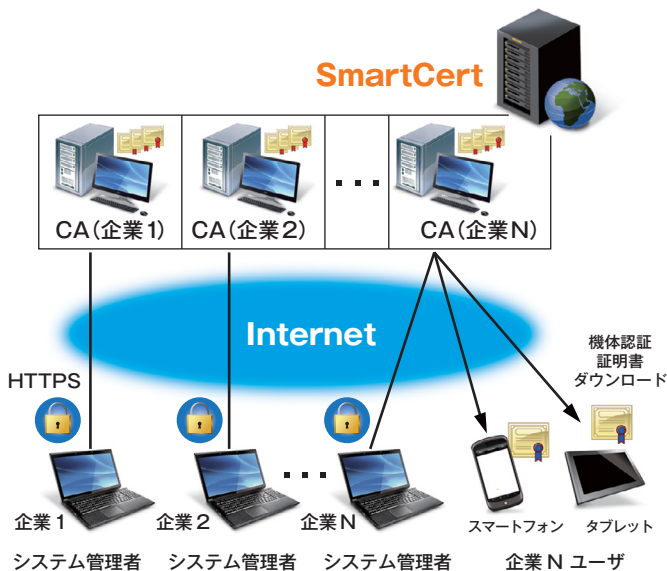 SmartCert
CA（企業1）
CA（企業2）
・・・
CA（企業N）
Internet
機体認証
証明書
ダウンロード
HTTPS
・・・
企業1
企業2
企業N
スマートフォン
タブレット
システム管理者
システム管理者
システム管理者
企業N ユーザ